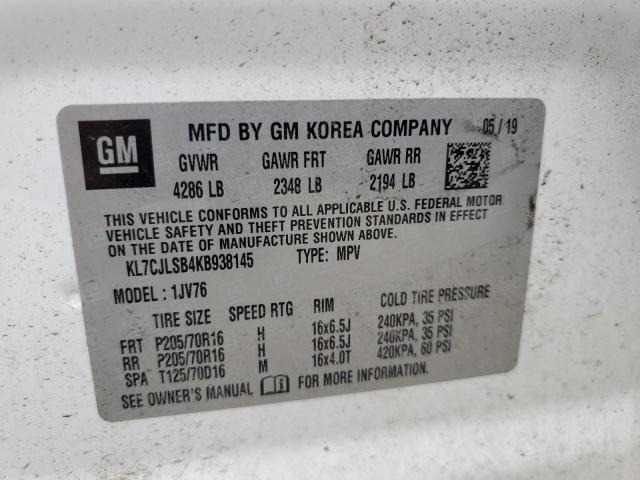 GM
MFD BY GM KOREA COMPANY 05/19
GVWR GAWR FRT GAWR RR
4286 LB 2348 LB 2194 LB
THIS VEHICLE CONFORMS TO ALL APPLICABLE U.S. FEDERAL MOTOR
VEHICLE SAFETY AND THEFT PREVENTION STANDARDS IN EFFECT
ON THE DATE OF MANUFACTURE SHOWN ABOVE.
KL7CJLSB4KB938145 TYPE: MPV
MODEL : 1JV76
TIRE SIZE SPEED RTG RIM COLD TIRE PRESSURE
FRT P205/70R16 H 16x6.5J 240KPA, 35 PSI
RR P205/70R16 H 16x6.5J 240KPA, 35 PSI
SPA T125/70D16 M 16x4.0T 420KPA, 60 PSI
SEE OWNER'S MANUAL FOR MORE INFORMATION.